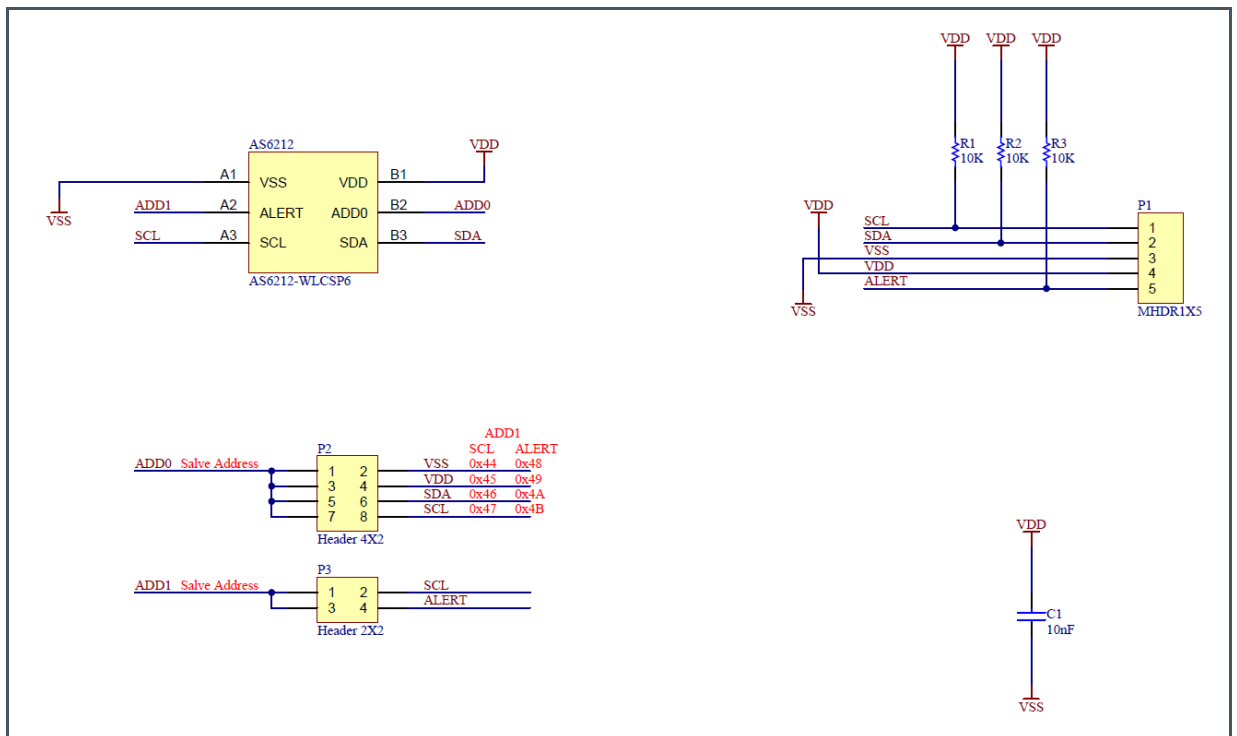 VDD VDD VDD
AS6212
VDD
R1 R2 R3
10K 10K 10K
A1 VSS VDD B1
ADD1 A2 ALERT ADD0 B2 ADD0
SCL A3 SCL SDA B3 SDA
VSS
AS6212-WLCSP6
VDD
P1
SCL 1
SDA 2
VSS 3
VDD 4
ALERT 5
VSS
MHDR1X5
ADD1
P2 SCL ALERT
ADD0 Salve Address 1 2 VSS 0x44 0x48
3 4 VDD 0x45 0x49
5 6 SDA 0x46 0x4A
7 8 SCL 0x47 0x4B
Header 4X2
P3
ADD1 Salve Address 1 2 SCL
3 4 ALERT
Header 2X2
VDD
C1
10nF
VSS